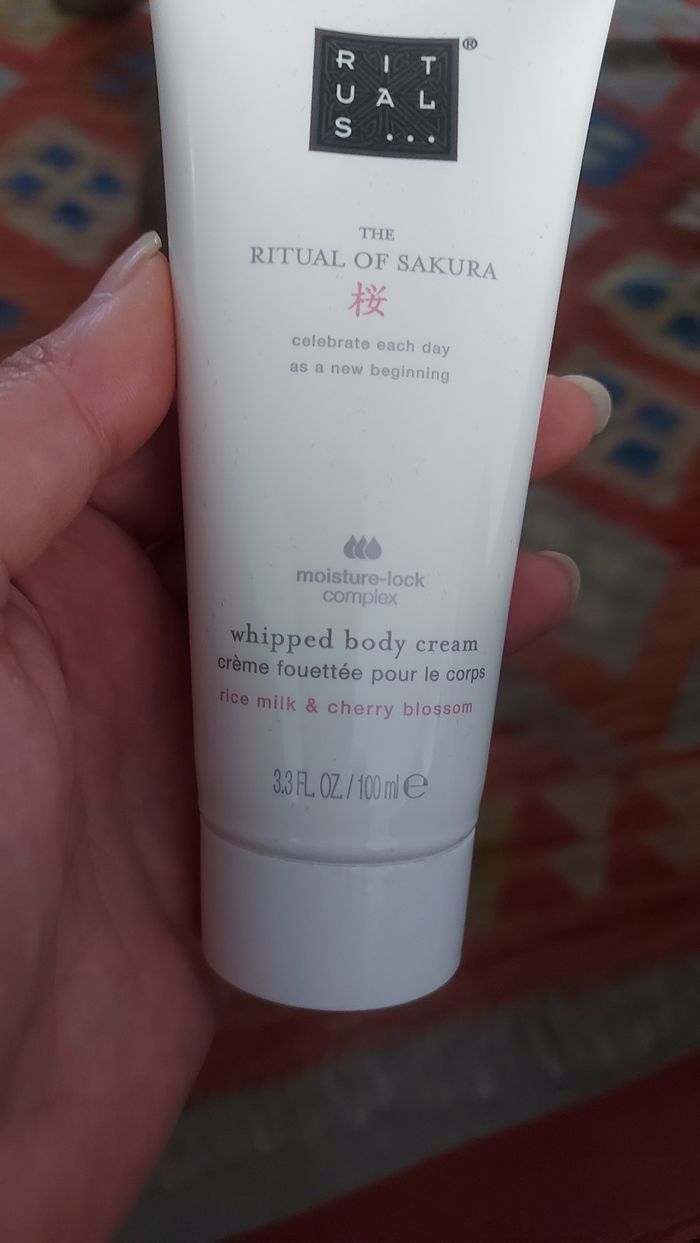 R I T
U A L
S ...
®
THE
RITUAL OF SAKURA
桜
celebrate each day
as a new beginning
moisture-lock
complex
whipped body cream
crème fouettée pour le corps
rice milk & cherry blossom
3.3 FL. OZ. / 100 ml ℮